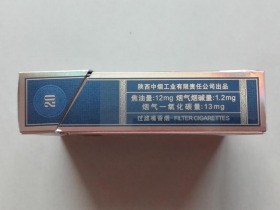 陕西中烟工业有限责任公司出品
焦油量:12mg 烟气烟碱量:1.2mg
烟气一氧化碳量:13mg
过滤嘴香烟·FILTER CIGARETTES
20